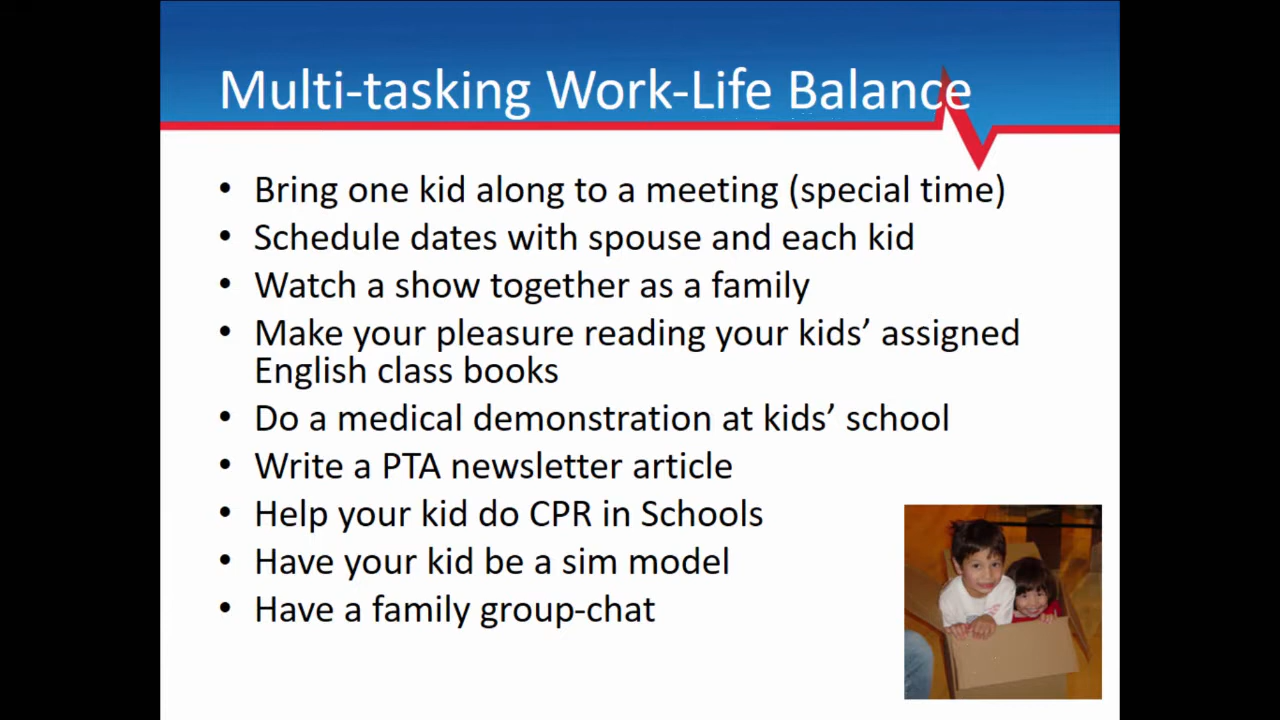 Multi-tasking Work-Life Balance
• Bring one kid along to a meeting (special time)
• Schedule dates with spouse and each kid
• Watch a show together as a family
• Make your pleasure reading your kids’ assigned
English class books
• Do a medical demonstration at kids’ school
• Write a PTA newsletter article
• Help your kid do CPR in Schools
• Have your kid be a sim model
• Have a family group-chat